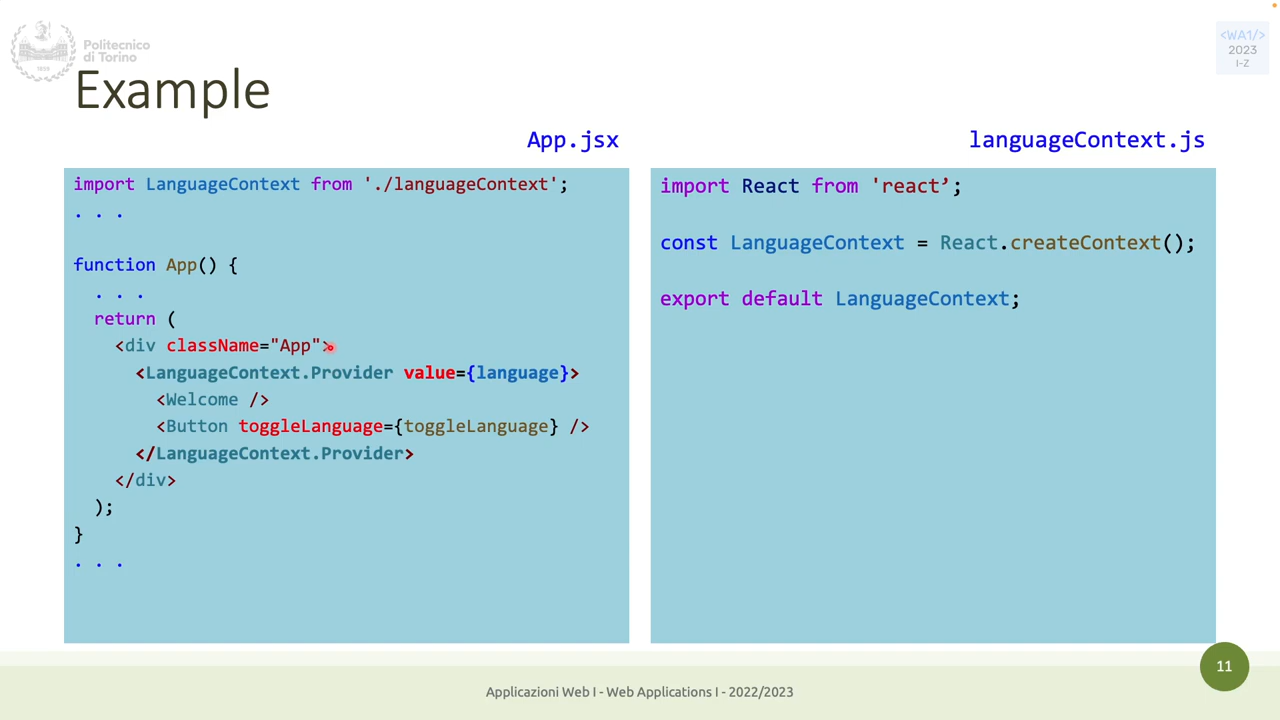 Politecnico
di Torino
1859
<WA1/>
2023
I-Z
Example
App.jsx
import LanguageContext from './languageContext';
. . .
function App() {
  . . .
  return (
    <div className="App">
      <LanguageContext.Provider value={language}>
        <Welcome />
        <Button toggleLanguage={toggleLanguage} />
      </LanguageContext.Provider>
    </div>
  );
}
. . .
languageContext.js
import React from 'react’;
const LanguageContext = React.createContext();
export default LanguageContext;
11
Applicazioni Web I - Web Applications I - 2022/2023